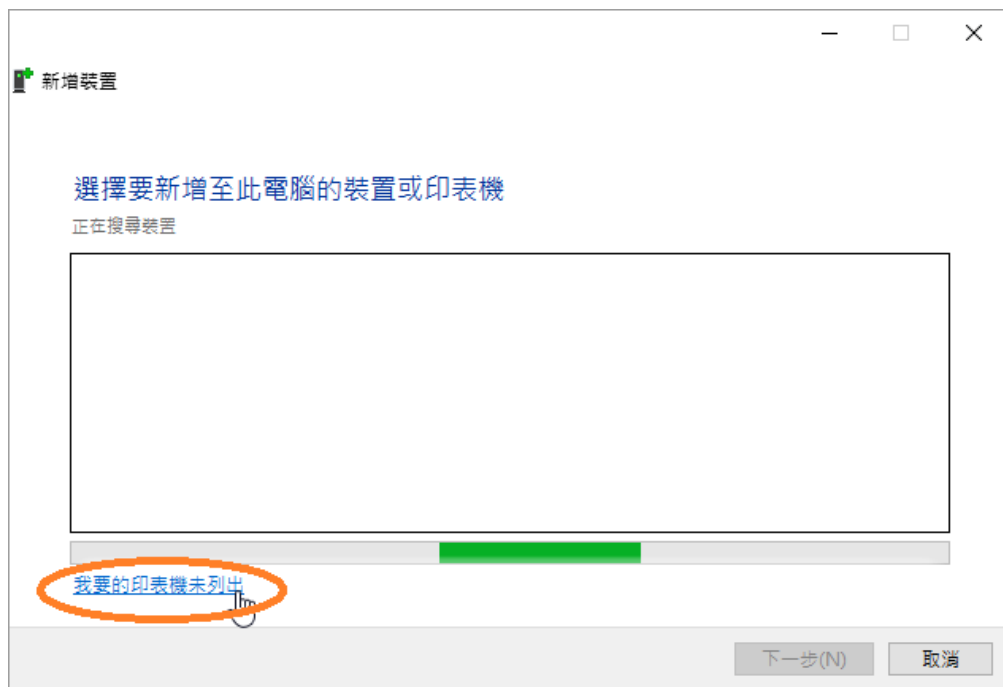 新增裝置
選擇要新增至此電腦的裝置或印表機
正在搜尋裝置
我要的印表機未列出
下一步(N)
取消